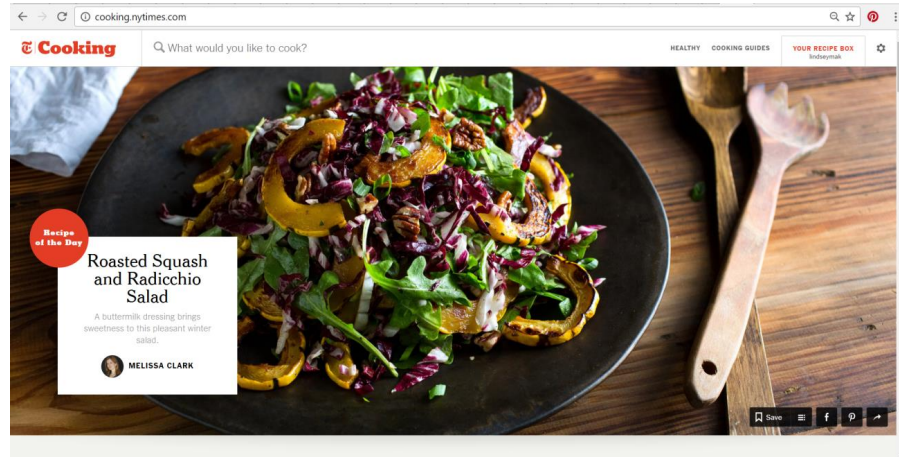 cooking.nytimes.com
T Cooking
What would you like to cook?
HEALTHY COOKING GUIDES
YOUR RECIPE BOX
lindseymak
Recipe
of the Day
Roasted Squash
and Radicchio
Salad
A buttermilk dressing brings
sweetness to this pleasant winter
salad.
MELISSA CLARK
Save